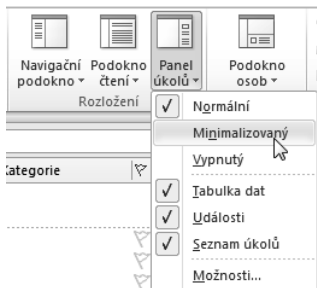 Navigační podokno
Podokno čtení
Panel úkolů
Podokno osob
Rozložení
Normální
Minimalizovaný
Kategorie
Vypnutý
Tabulka dat
Události
Seznam úkolů
Možnosti...